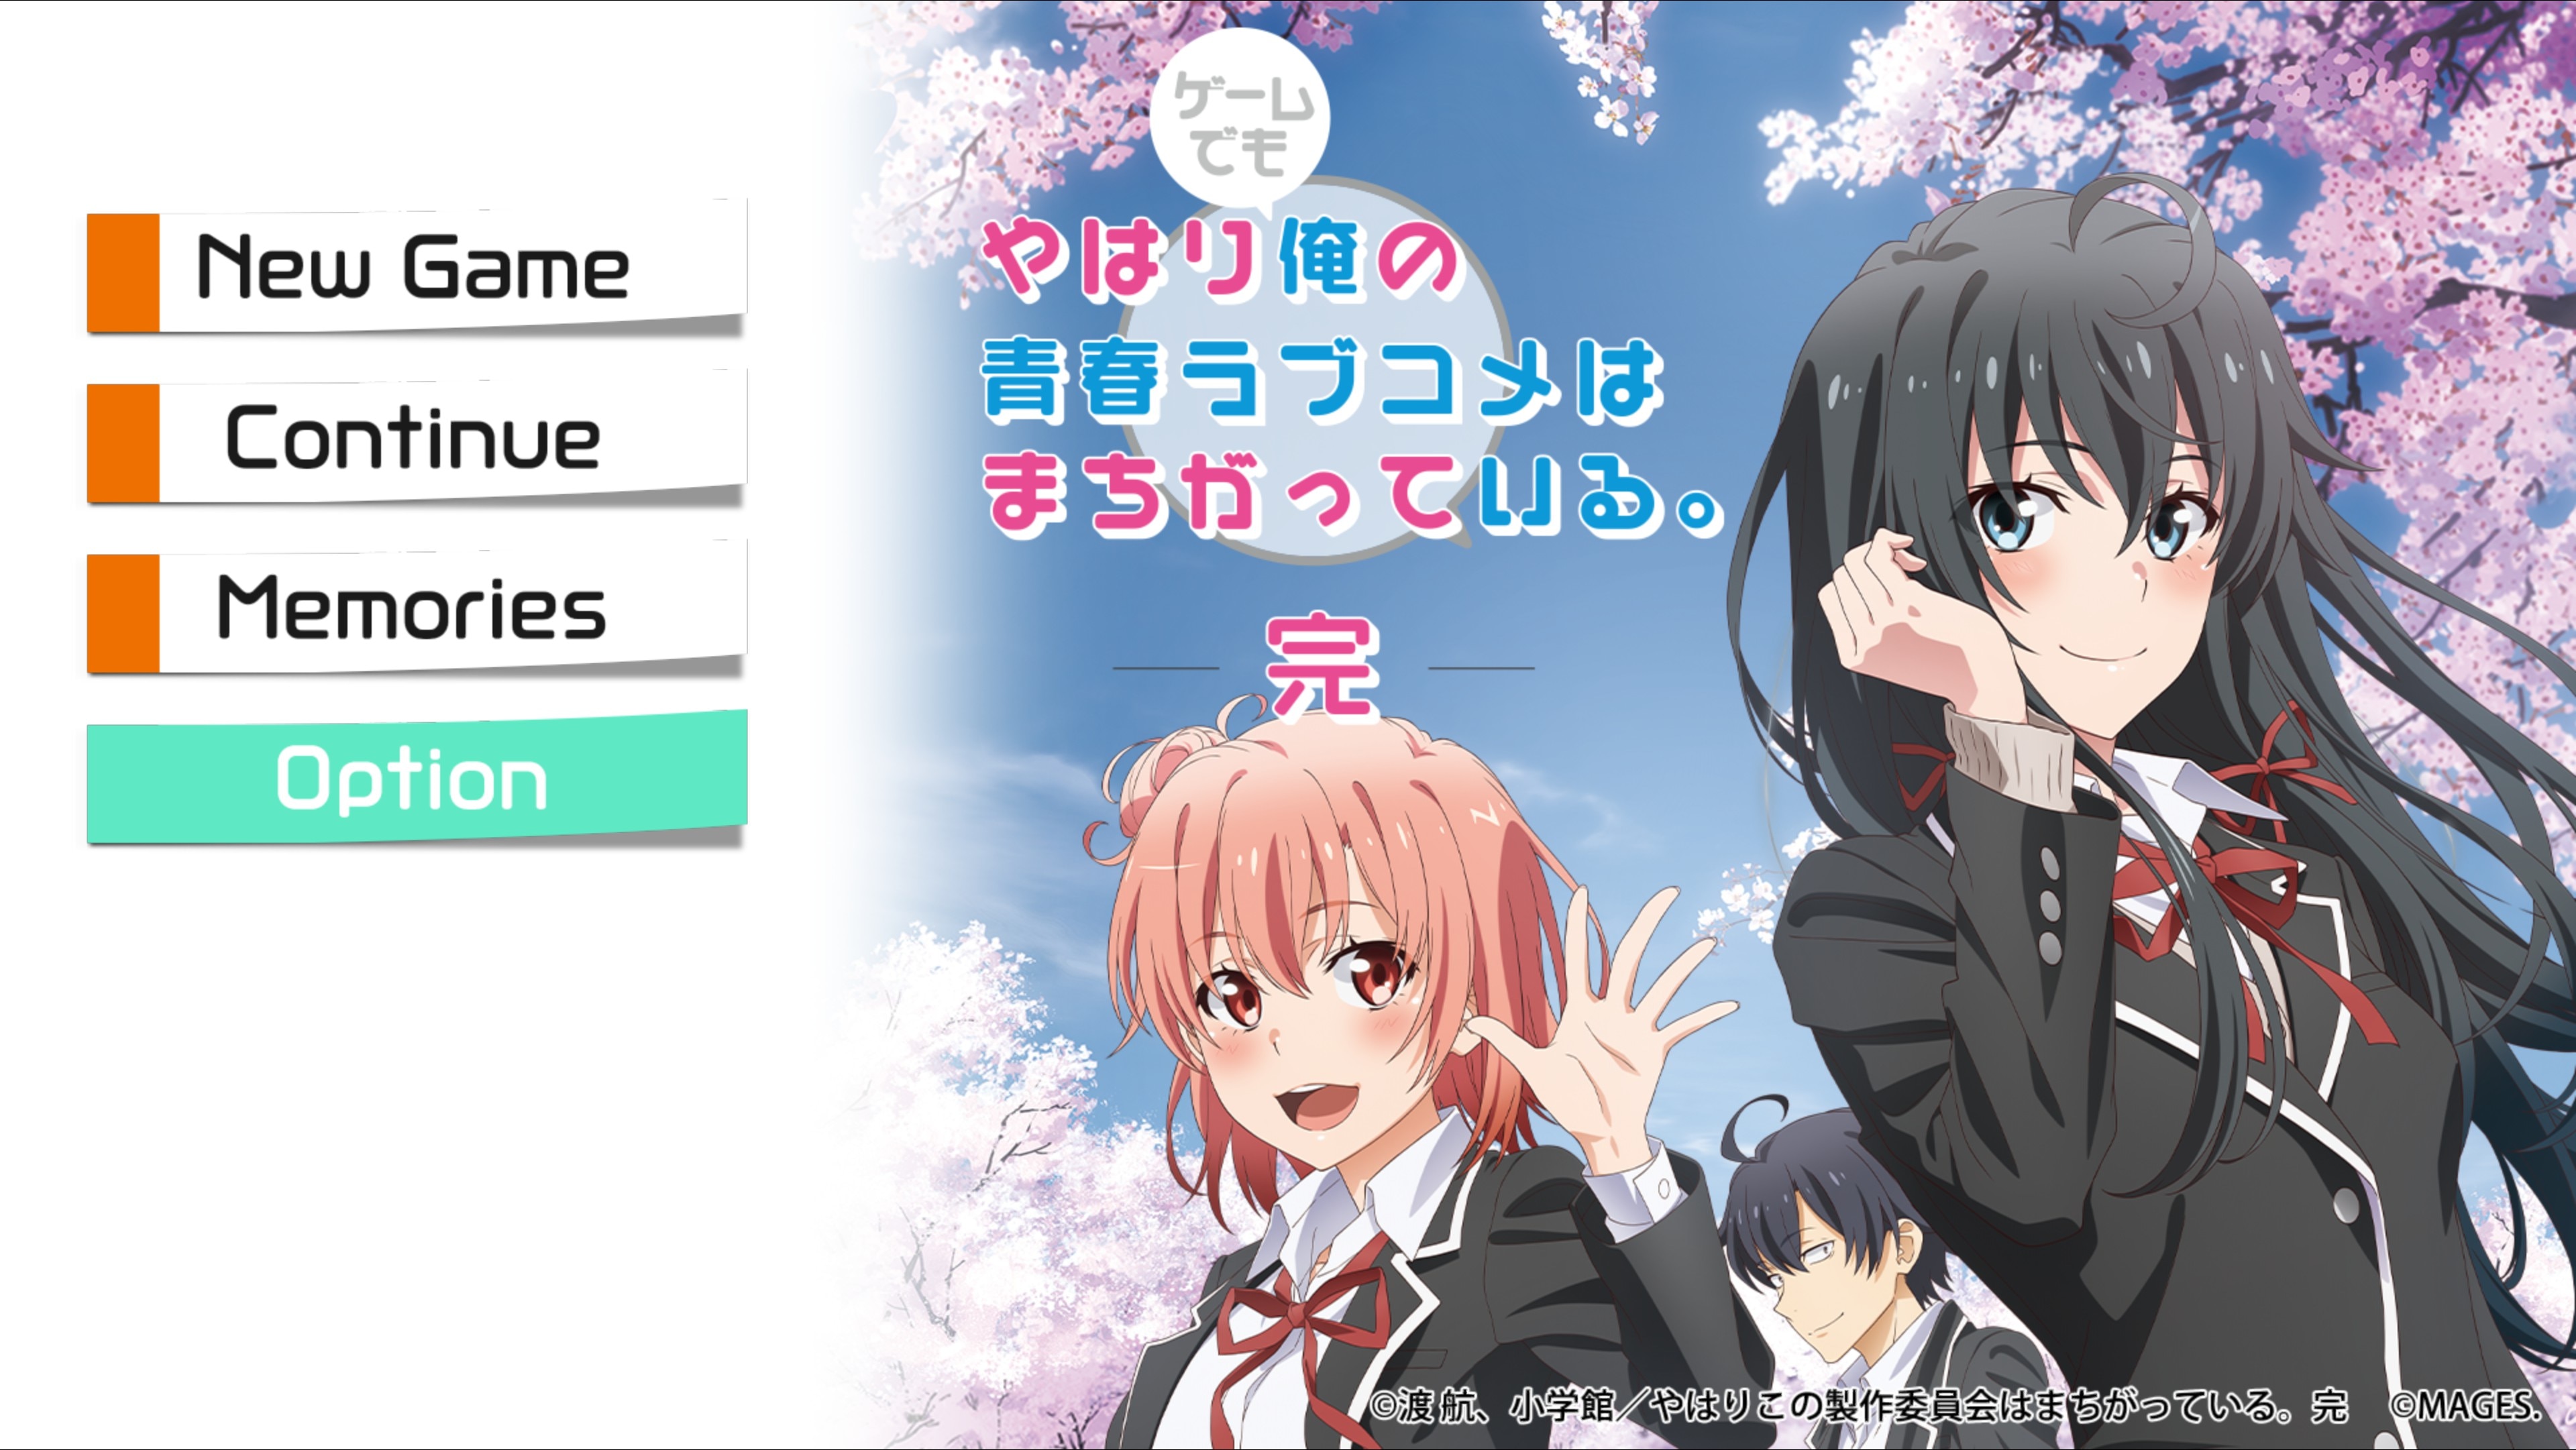 New Game
Continue
Memories
Option
ゲーム
でも
やはり俺の
青春ラブコメは
まちがっている。
完
©渡 航、小学館／やはりこの製作委員会はまちがっている。完 ©MAGES.